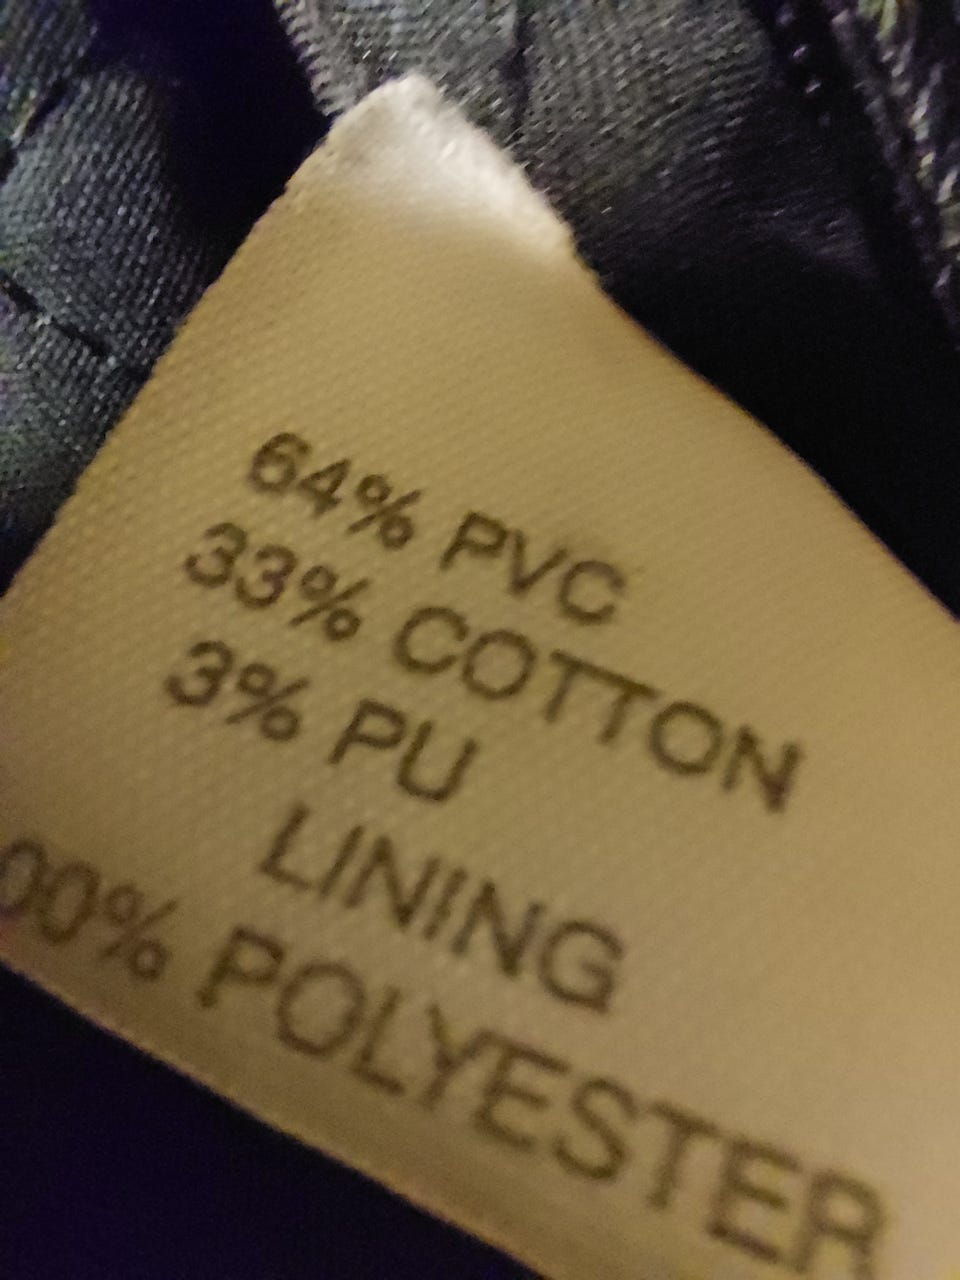 64% PVC
33% COTTON
3% PU
LINING
00% POLYESTER